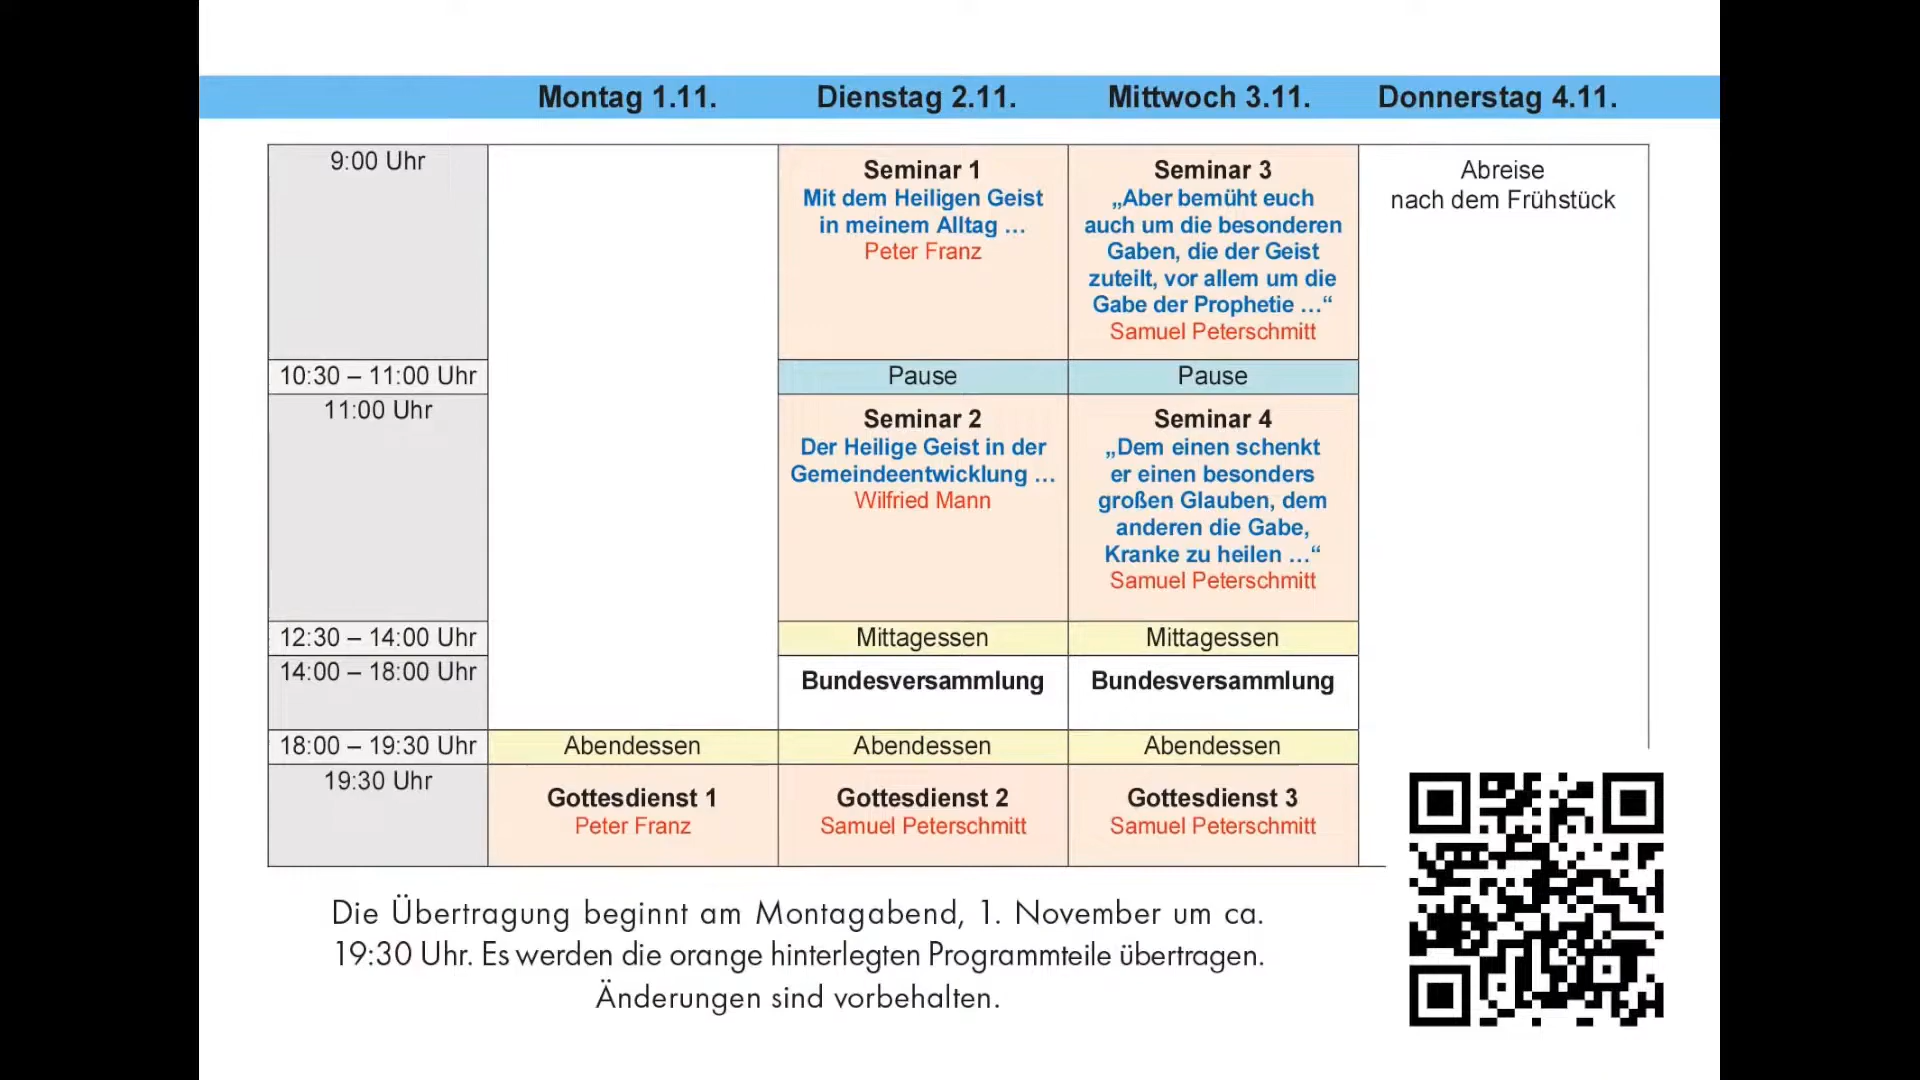 Montag 1.11. Dienstag 2.11. Mittwoch 3.11. Donnerstag 4.11.
9:00 Uhr
Seminar 1
Mit dem Heiligen Geist
in meinem Alltag ...
Peter Franz
Seminar 3
„Aber bemüht euch
auch um die besonderen
Gaben, die der Geist
zuteilt, vor allem um die
Gabe der Prophetie ...“
Samuel Peterschmitt
Abreise
nach dem Frühstück
10:30 – 11:00 Uhr Pause Pause
11:00 Uhr
Seminar 2
Der Heilige Geist in der
Gemeindeentwicklung ...
Wilfried Mann
Seminar 4
„Dem einen schenkt
er einen besonders
großen Glauben, dem
anderen die Gabe,
Kranke zu heilen ...“
Samuel Peterschmitt
12:30 – 14:00 Uhr Mittagessen Mittagessen
14:00 – 18:00 Uhr Bundesversammlung Bundesversammlung
18:00 – 19:30 Uhr Abendessen Abendessen Abendessen
19:30 Uhr
Gottesdienst 1
Peter Franz
Gottesdienst 2
Samuel Peterschmitt
Gottesdienst 3
Samuel Peterschmitt
Die Übertragung beginnt am Montagabend, 1. November um ca.
19:30 Uhr. Es werden die orange hinterlegten Programmteile übertragen.
Änderungen sind vorbehalten.